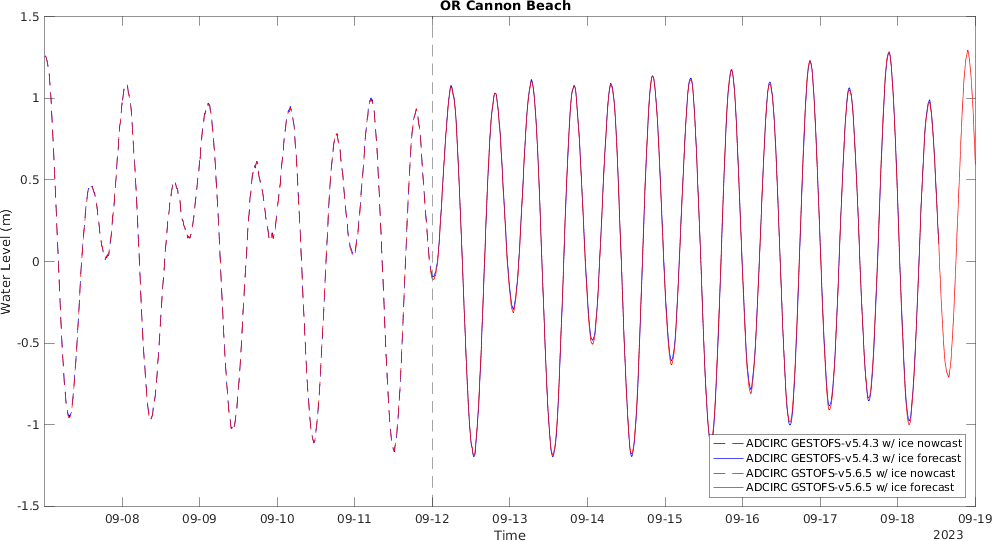 OR Cannon Beach
1.5
1
0.5
0
-0.5
-1
-1.5
Water Level (m)
ADCIRC GESTOFS-v5.4.3 w/ ice nowcast
ADCIRC GESTOFS-v5.4.3 w/ ice forecast
ADCIRC GSTOFS-v5.6.5 w/ ice nowcast
ADCIRC GSTOFS-v5.6.5 w/ ice forecast
09-08 09-09 09-10 09-11 09-12 09-13 09-14 09-15 09-16 09-17 09-18 09-19
Time
2023